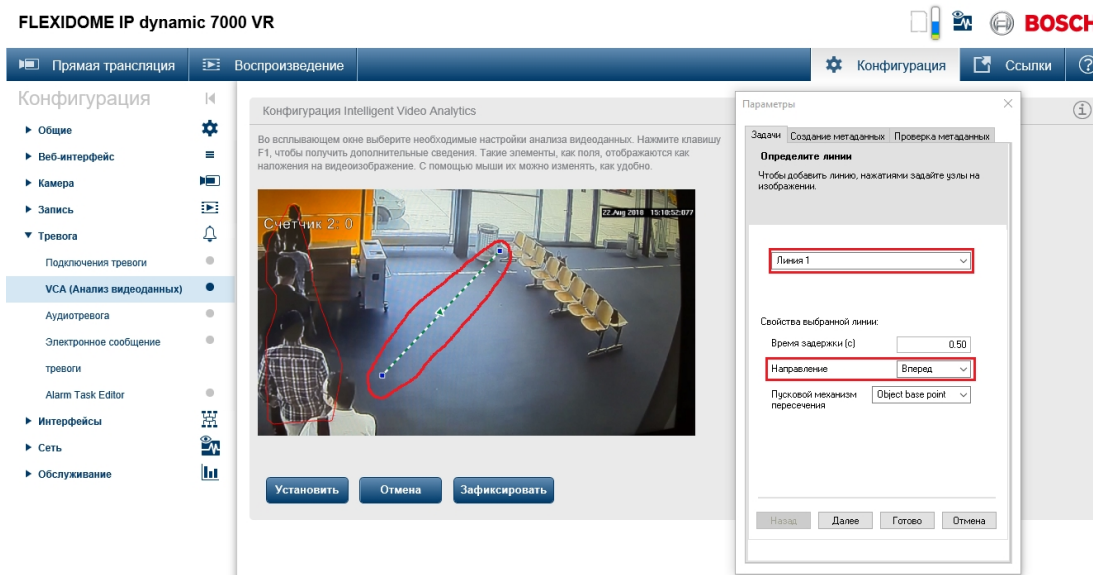 FLEXIDOME IP dynamic 7000 VR
BOSCH
Прямая трансляция
Воспроизведение
Конфигурация
Ссылки
Конфигурация
Общие
Веб-интерфейс
Камера
Запись
Тревога
Подключения тревоги
VCA (Анализ видеоданных)
Аудиотревога
Электронное сообщение
тревоги
Alarm Task Editor
Интерфейсы
Сеть
Обслуживание
Конфигурация Intelligent Video Analytics
Во всплывающем окне выберите необходимые настройки анализа видеоданных. Нажмите клавишу
F1, чтобы получить дополнительные сведения. Такие элементы, как поля, отображаются как
наложения на видеоизображение. С помощью мыши их можно изменять, как удобно.
Счетчик 2: 0
22.Aug 2018 15:18:52:077
Установить
Отмена
Зафиксировать
Параметры
Задачи
Создание метаданных
Проверка метаданных
Определите линии
Чтобы добавить линию, нажатиями задайте узлы на
изображении.
Линия 1
Свойства выбранной линии:
Время задержки (с)
0.50
Направление
Вперед
Пусковой механизм
пересечения
Object base point
Назад
Далее
Готово
Отмена